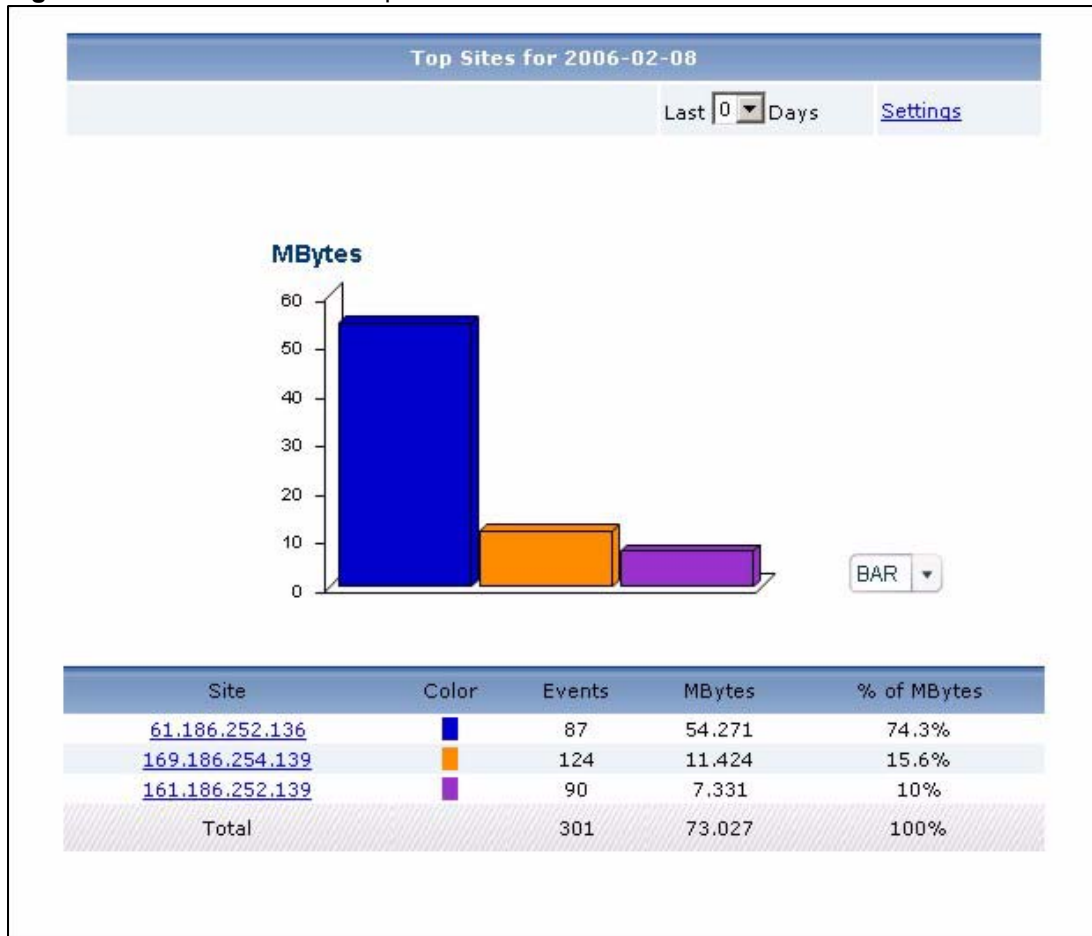 Top Sites for 2006-02-08
Last 0 Days Settings
MBytes
60
50
40
30
20
10
0
BAR
Site Color Events MBytes % of MBytes
61.186.252.136 87 54.271 74.3%
169.186.254.139 124 11.424 15.6%
161.186.252.139 90 7.331 10%
Total 301 73.027 100%